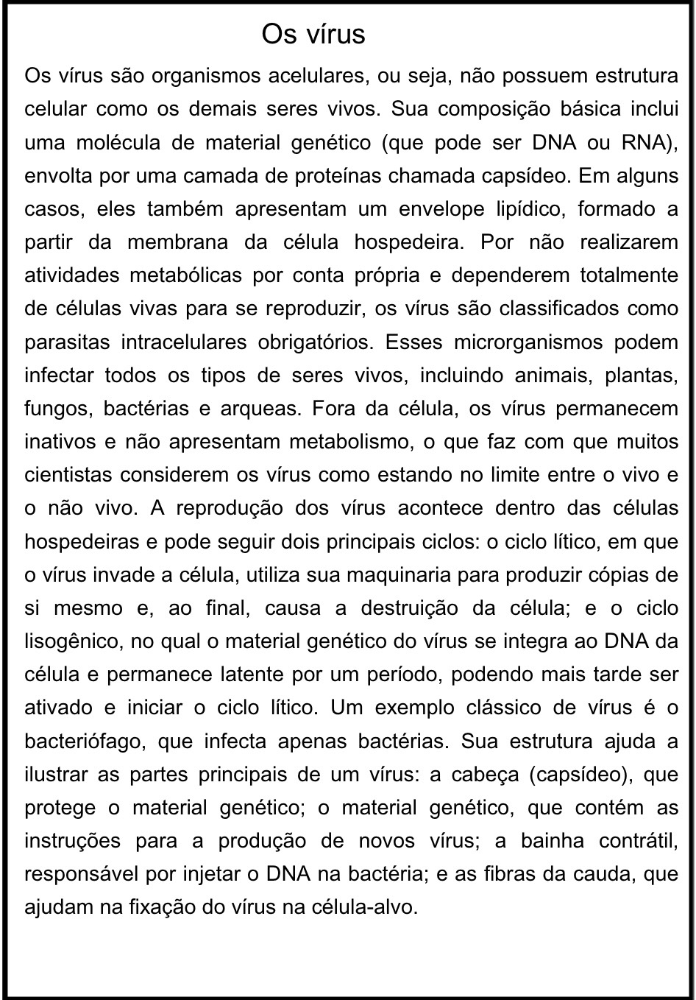 Os vírus
Os vírus são organismos acelulares, ou seja, não possuem estrutura
celular como os demais seres vivos. Sua composição básica inclui
uma molécula de material genético (que pode ser DNA ou RNA),
envolta por uma camada de proteínas chamada capsídeo. Em alguns
casos, eles também apresentam um envelope lipídico, formado a
partir da membrana da célula hospedeira. Por não realizarem
atividades metabólicas por conta própria e dependerem totalmente
de células vivas para se reproduzir, os vírus são classificados como
parasitas intracelulares obrigatórios. Esses microrganismos podem
infectar todos os tipos de seres vivos, incluindo animais, plantas,
fungos, bactérias e arqueas. Fora da célula, os vírus permanecem
inativos e não apresentam metabolismo, o que faz com que muitos
cientistas considerem os vírus como estando no limite entre o vivo e
o não vivo. A reprodução dos vírus acontece dentro das células
hospedeiras e pode seguir dois principais ciclos: o ciclo lítico, em que
o vírus invade a célula, utiliza sua maquinaria para produzir cópias de
si mesmo e, ao final, causa a destruição da célula; e o ciclo
lisogênico, no qual o material genético do vírus se integra ao DNA da
célula e permanece latente por um período, podendo mais tarde ser
ativado e iniciar o ciclo lítico. Um exemplo clássico de vírus é o
bacteriófago, que infecta apenas bactérias. Sua estrutura ajuda a
ilustrar as partes principais de um vírus: a cabeça (capsídeo), que
protege o material genético; o material genético, que contém as
instruções para a produção de novos vírus; a bainha contrátil,
responsável por injetar o DNA na bactéria; e as fibras da cauda, que
ajudam na fixação do vírus na célula-alvo.